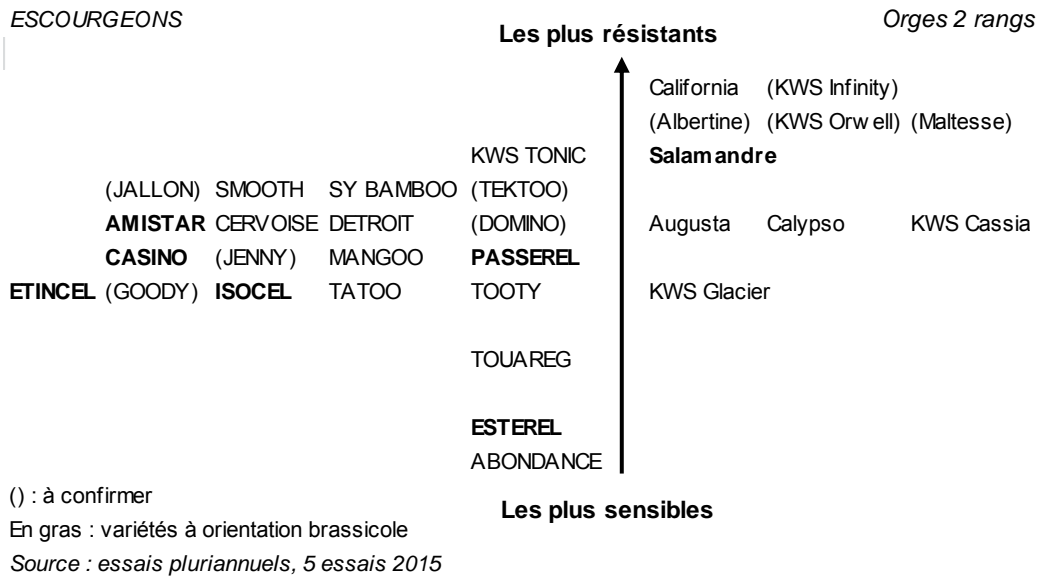 ESCOURGEONS Orges 2 rangs
Les plus résistants
California (KWS Infinity)
(Albertine) (KWS Orwell) (Maltesse)
KWS TONIC Salamandre
(JALLON) SMOOTH SY BAMBOO (TEKTOO)
AMISTAR CERVOISE DETROIT (DOMINO) Augusta Calypso KWS Cassia
CASINO (JENNY) MANGOO PASSEREL
ETINCEL (GOODY) ISOCEL TATOO TOOTY KWS Glacier
TOUAREG
ESTEREL
ABONDANCE
() : à confirmer
Les plus sensibles
En gras : variétés à orientation brassicole
Source : essais pluriannuels, 5 essais 2015